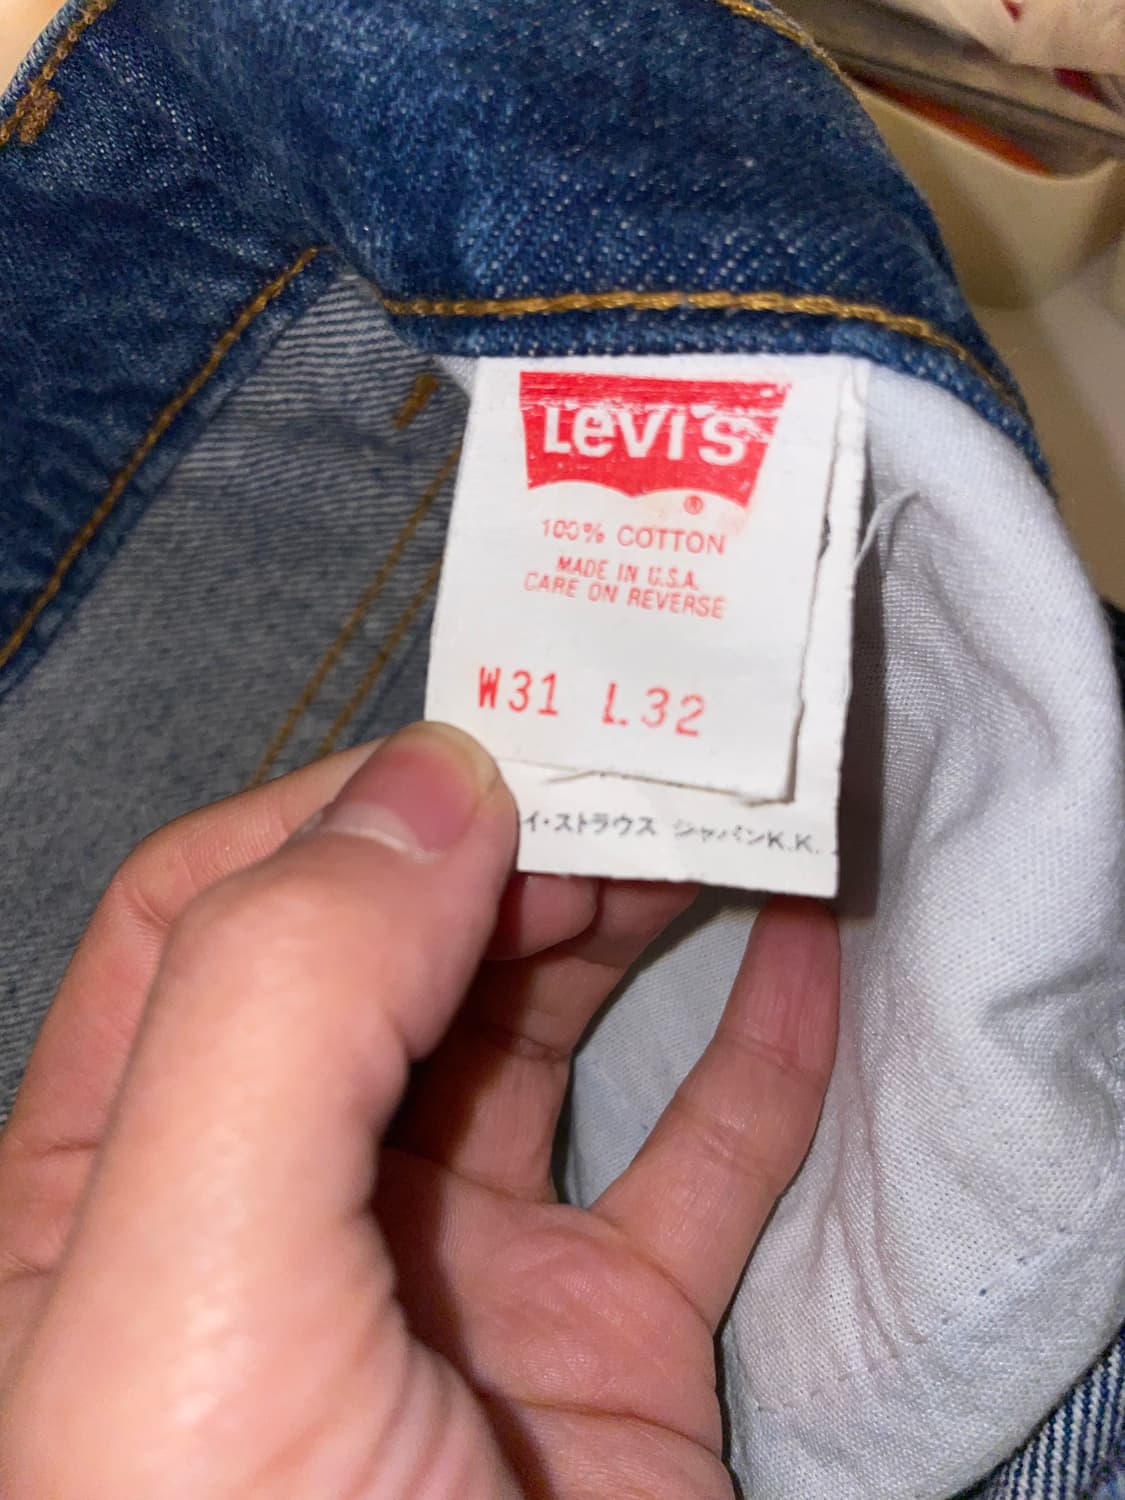 Levi's
®
100% COTTON
MADE IN U.S.A.
CARE ON REVERSE
W31 L32
イ・ストラウス ジャパンK.K.